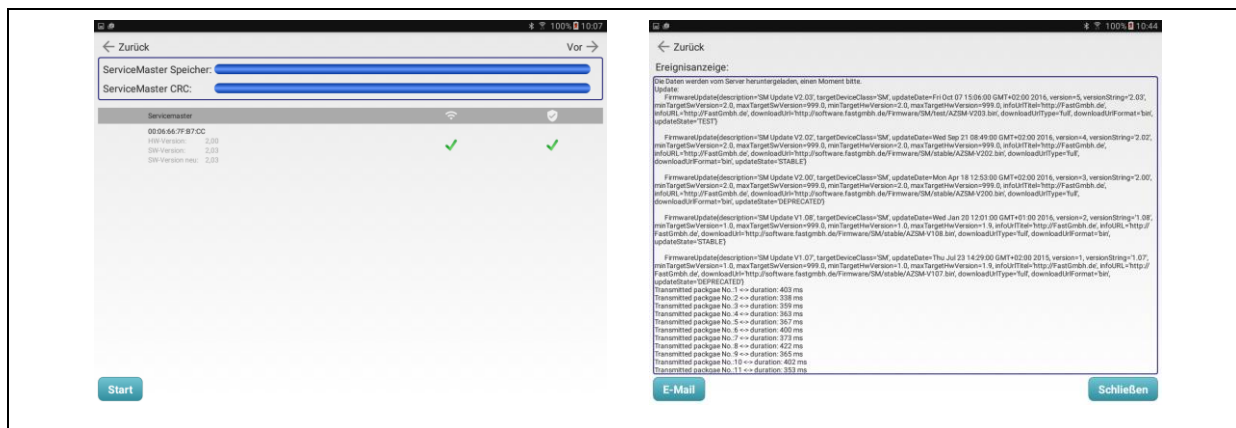 100% 10:07
Zurück
Vor
ServiceMaster Speicher:
ServiceMaster CRC:
Servicemaster
00:06:66:7F:B7:CC
HW-Version: 2,00
SW-Version: 2,03
SW-Version neu: 2,03
Start
100% 10:44
Zurück
Ereignisanzeige:
Die Daten werden vom Server heruntergeladen, einen Moment bitte.
Update:
FirmwareUpdate{description='SM Update V2.03', targetDeviceClass='SM', updateDate=Fri Oct 07 15:06:00 GMT+02:00 2016, version=5, versionString='2.03',
minTargetSwVersion=2.0, maxTargetSwVersion=999.0, minTargetHwVersion=2.0, maxTargetHwVersion=999.0, infoUrlTitel='http://FastGmbh.de',
infoURL='http://FastGmbh.de', downloadUrl='http://software.fastgmbh.de/Firmware/SM/test/AZSM-V203.bin', downloadUrlType='full', downloadUrlFormat='bin',
updateState='TEST'}
FirmwareUpdate{description='SM Update V2.02', targetDeviceClass='SM', updateDate=Wed Sep 21 08:49:00 GMT+02:00 2016, version=4, versionString='2.02',
minTargetSwVersion=2.0, maxTargetSwVersion=999.0, minTargetHwVersion=2.0, maxTargetHwVersion=999.0, infoUrlTitel='http://FastGmbh.de',
infoURL='http://FastGmbh.de', downloadUrl='http://software.fastgmbh.de/Firmware/SM/stable/AZSM-V202.bin', downloadUrlType='full',
downloadUrlFormat='bin', updateState='STABLE'}
FirmwareUpdate{description='SM Update V2.00', targetDeviceClass='SM', updateDate=Mon Apr 18 12:53:00 GMT+02:00 2016, version=3, versionString='2.00',
minTargetSwVersion=2.0, maxTargetSwVersion=999.0, minTargetHwVersion=2.0, maxTargetHwVersion=999.0, infoUrlTitel='http://FastGmbh.de',
infoURL='http://FastGmbh.de', downloadUrl='http://software.fastgmbh.de/Firmware/SM/stable/AZSM-V200.bin', downloadUrlType='full',
downloadUrlFormat='bin', updateState='DEPRECATED'}
FirmwareUpdate{description='SM Update V1.08', targetDeviceClass='SM', updateDate=Wed Jan 20 12:01:00 GMT+01:00 2016, version=2, versionString='1.08',
minTargetSwVersion=1.0, maxTargetSwVersion=999.0, minTargetHwVersion=1.0, maxTargetHwVersion=1.9, infoUrlTitel='http://FastGmbh.de', infoURL='http://
FastGmbh.de', downloadUrl='http://software.fastgmbh.de/Firmware/SM/stable/AZSM-V108.bin', downloadUrlType='full', downloadUrlFormat='bin',
updateState='STABLE'}
FirmwareUpdate{description='SM Update V1.07', targetDeviceClass='SM', updateDate=Thu Jul 23 14:29:00 GMT+02:00 2015, version=1, versionString='1.07',
minTargetSwVersion=1.0, maxTargetSwVersion=999.0, minTargetHwVersion=1.0, maxTargetHwVersion=1.9, infoUrlTitel='http://FastGmbh.de', infoURL='http://
FastGmbh.de', downloadUrl='http://software.fastgmbh.de/Firmware/SM/stable/AZSM-V107.bin', downloadUrlType='full', downloadUrlFormat='bin',
updateState='DEPRECATED'}
Transmitted packgae No.:1 <-> duration: 403 ms
Transmitted packgae No.:2 <-> duration: 338 ms
Transmitted packgae No.:3 <-> duration: 359 ms
Transmitted packgae No.:4 <-> duration: 363 ms
Transmitted packgae No.:5 <-> duration: 367 ms
Transmitted packgae No.:6 <-> duration: 400 ms
Transmitted packgae No.:7 <-> duration: 373 ms
Transmitted packgae No.:8 <-> duration: 422 ms
Transmitted packgae No.:9 <-> duration: 365 ms
Transmitted packgae No.:10 <-> duration: 402 ms
Transmitted packgae No.:11 <-> duration: 353 ms
E-Mail
Schließen